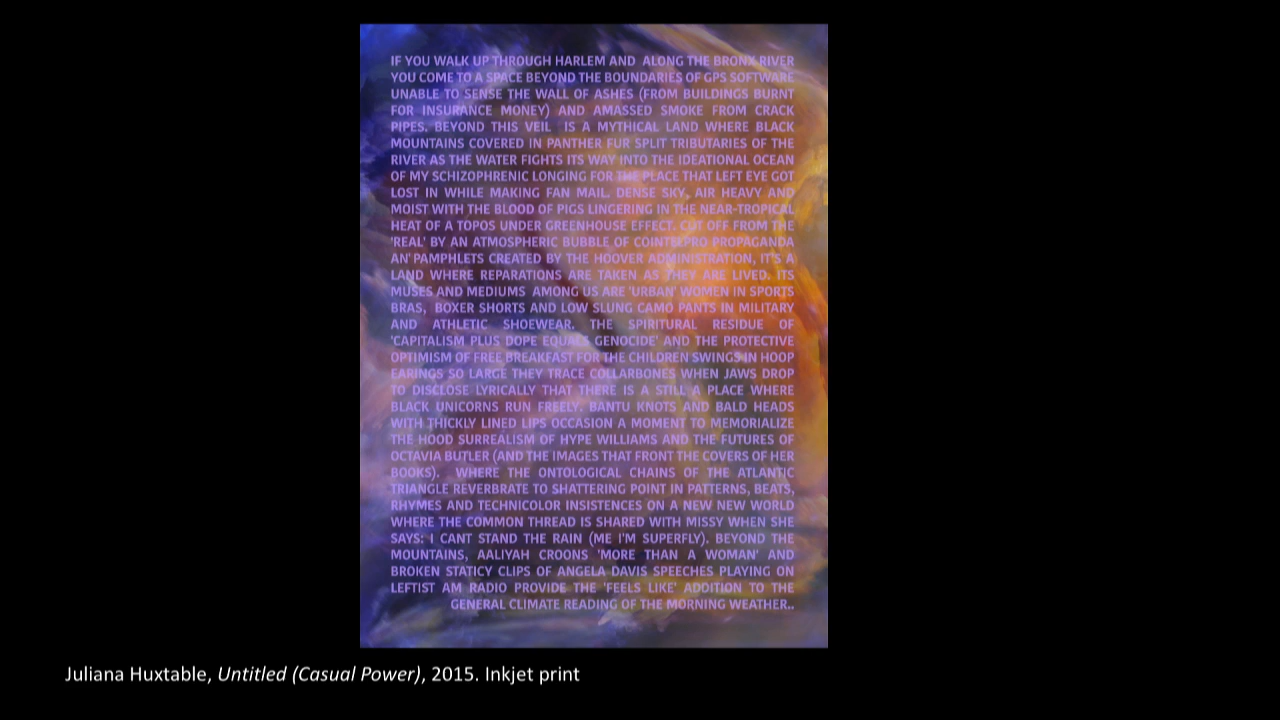 IF YOU WALK UP THROUGH HARLEM AND ALONG THE BRONX RIVER
YOU COME TO A SPACE BEYOND THE BOUNDARIES OF GPS SOFTWARE
UNABLE TO SENSE THE WALL OF ASHES (FROM BUILDINGS BURNT
FOR INSURANCE MONEY) AND AMASSED SMOKE FROM CRACK
PIPES. BEYOND THIS VEIL IS A MYTHICAL LAND WHERE BLACK
MOUNTAINS COVERED IN PANTHER FUR SPLIT TRIBUTARIES OF THE
RIVER AS THE WATER FIGHTS ITS WAY INTO THE IDEATIONAL OCEAN
OF MY SCHIZOPHRENIC LONGING FOR THE PLACE THAT LEFT EYE GOT
LOST IN WHILE MAKING FAN MAIL. DENSE SKY, AIR HEAVY AND
MOIST WITH THE BLOOD OF PIGS LINGERING IN THE NEAR-TROPICAL
HEAT OF A TOPOS UNDER GREENHOUSE EFFECT. CUT OFF FROM THE
'REAL' BY AN ATMOSPHERIC BUBBLE OF COINTELPRO PROPAGANDA
AN' PAMPHLETS CREATED BY THE HOOVER ADMINISTRATION, IT'S A
LAND WHERE REPARATIONS ARE TAKEN AS THEY ARE LIVED. ITS
MUSES AND MEDIUMS AMONG US ARE 'URBAN' WOMEN IN SPORTS
BRAS, BOXER SHORTS AND LOW SLUNG CAMO PANTS IN MILITARY
AND ATHLETIC SHOEWEAR. THE SPIRITURAL RESIDUE OF
'CAPITALISM PLUS DOPE EQUALS GENOCIDE' AND THE PROTECTIVE
OPTIMISM OF FREE BREAKFAST FOR THE CHILDREN SWINGS IN HOOP
EARINGS SO LARGE THEY TRACE COLLARBONES WHEN JAWS DROP
TO DISCLOSE LYRICALLY THAT THERE IS A STILL A PLACE WHERE
BLACK UNICORNS RUN FREELY. BANTU KNOTS AND BALD HEADS
WITH THICKLY LINED LIPS OCCASION A MOMENT TO MEMORIALIZE
THE HOOD SURREALISM OF HYPE WILLIAMS AND THE FUTURES OF
OCTAVIA BUTLER (AND THE IMAGES THAT FRONT THE COVERS OF HER
BOOKS). WHERE THE ONTOLOGICAL CHAINS OF THE ATLANTIC
TRIANGLE REVERBRATE TO SHATTERING POINT IN PATTERNS, BEATS,
RHYMES AND TECHNICOLOR INSISTENCES ON A NEW NEW WORLD
WHERE THE COMMON THREAD IS SHARED WITH MISSY WHEN SHE
SAYS: I CANT STAND THE RAIN (ME I'M SUPERFLY). BEYOND THE
MOUNTAINS, AALIYAH CROONS 'MORE THAN A WOMAN' AND
BROKEN STATICY CLIPS OF ANGELA DAVIS SPEECHES PLAYING ON
LEFTIST AM RADIO PROVIDE THE 'FEELS LIKE' ADDITION TO THE
GENERAL CLIMATE READING OF THE MORNING WEATHER..
Juliana Huxtable, Untitled (Casual Power), 2015. Inkjet print